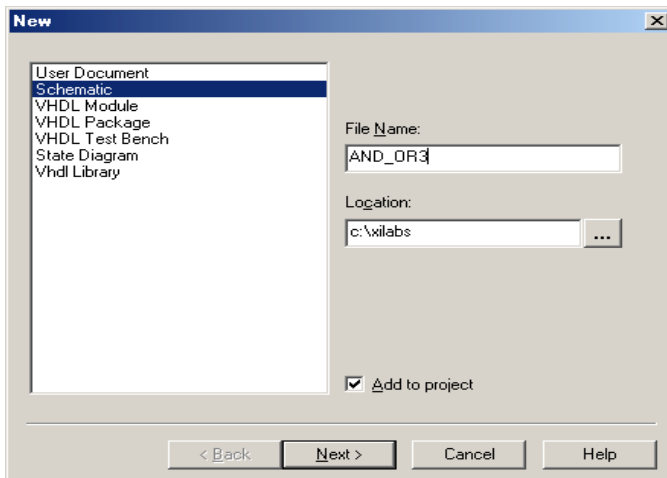 New
User Document
Schematic
VHDL Module
VHDL Package
VHDL Test Bench
State Diagram
Vhdl Library
File Name:
AND_OR3
Location:
c:\xilabs
...
Add to project
< Back
Next >
Cancel
Help